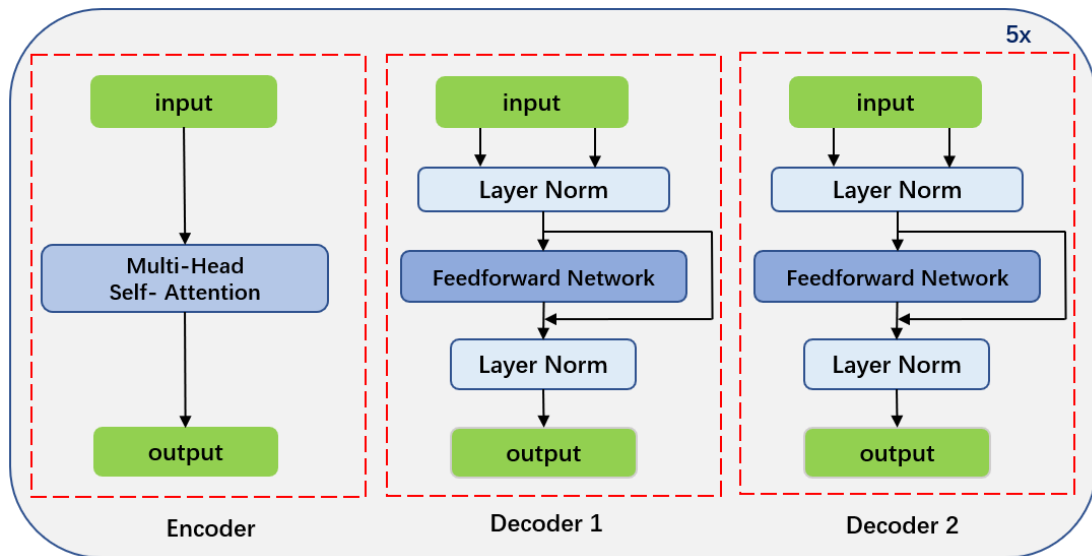 5x
input
Multi-Head
Self- Attention
output
Encoder
input
Layer Norm
Feedforward Network
Layer Norm
output
Decoder 1
input
Layer Norm
Feedforward Network
Layer Norm
output
Decoder 2